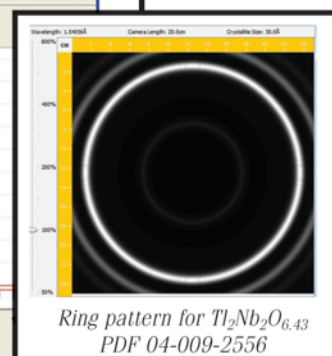 Wavelength: 1.54056Å Camera Length: 20.0cm Crystallite Size: 30.0Å
800%
CM
400%
200%
100%
50%
Ring pattern for Tl₂Nb₂O₆.₄₃
PDF 04-009-2556